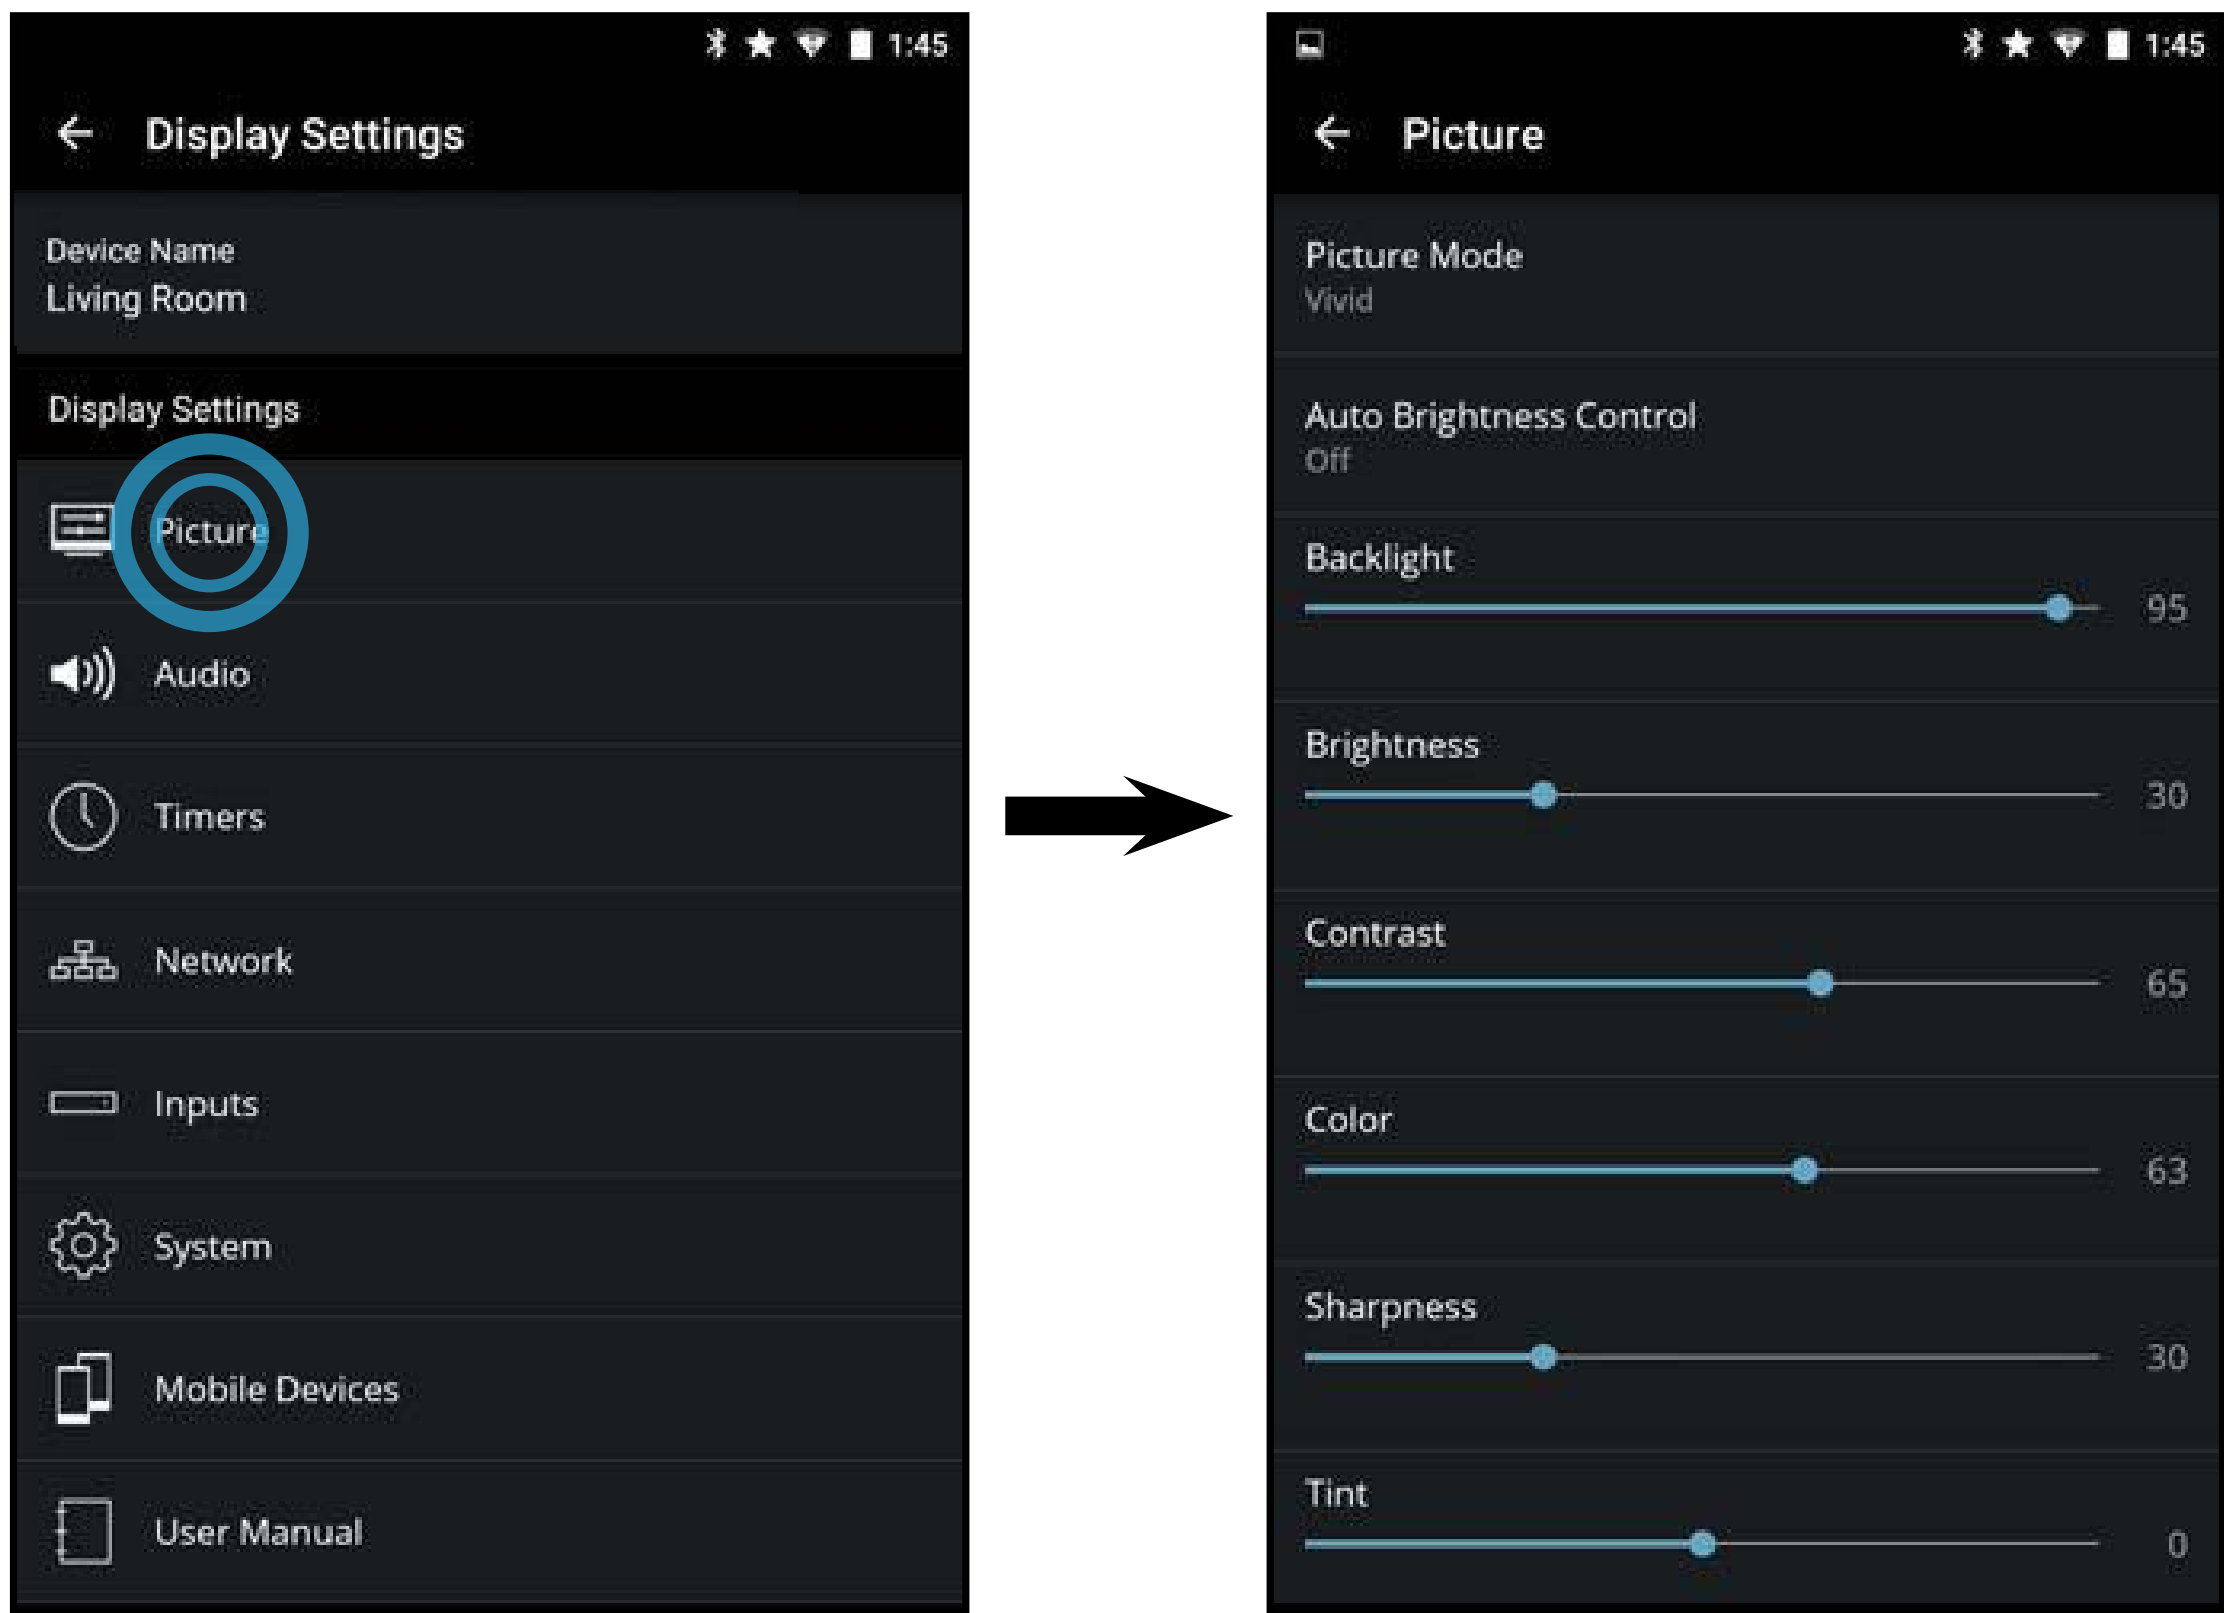 1:45
Display Settings
Device Name
Living Room
Display Settings
Picture
Audio
Timers
Network
Inputs
System
Mobile Devices
User Manual
1:45
Picture
Picture Mode
Vivid
Auto Brightness Control
Off
Backlight
95
Brightness
30
Contrast
65
Color
63
Sharpness
30
Tint
0